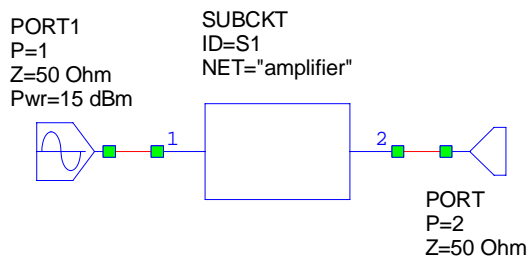 PORT1
P=1
Z=50 Ohm
Pwr=15 dBm
SUBCKT
ID=S1
NET="amplifier"
1
2
PORT
P=2
Z=50 Ohm